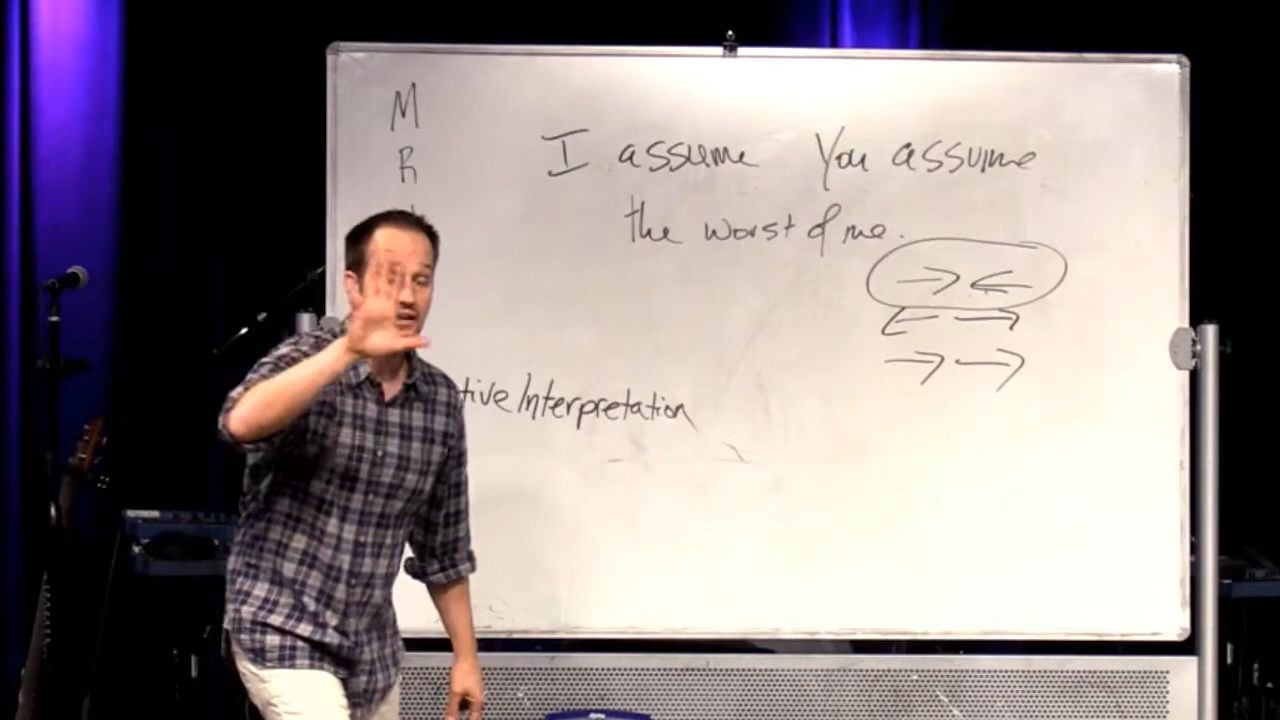 M
R
I assume You assume
the worst of me.
tive Interpretation